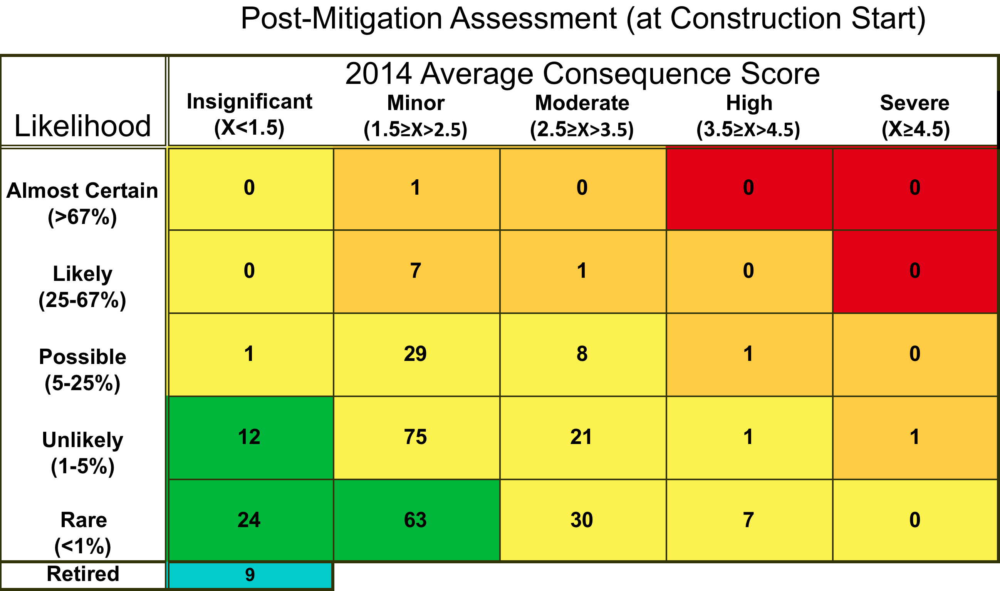 Post-Mitigation Assessment (at Construction Start)
2014 Average Consequence Score
Likelihood
Insignificant
(X<1.5)
Minor
(1.5≥X>2.5)
Moderate
(2.5≥X>3.5)
High
(3.5≥X>4.5)
Severe
(X≥4.5)
Almost Certain
(>67%)
0 1 0 0 0
Likely
(25-67%)
0 7 1 0 0
Possible
(5-25%)
1 29 8 1 0
Unlikely
(1-5%)
12 75 21 1 1
Rare
(<1%)
24 63 30 7 0
Retired 9